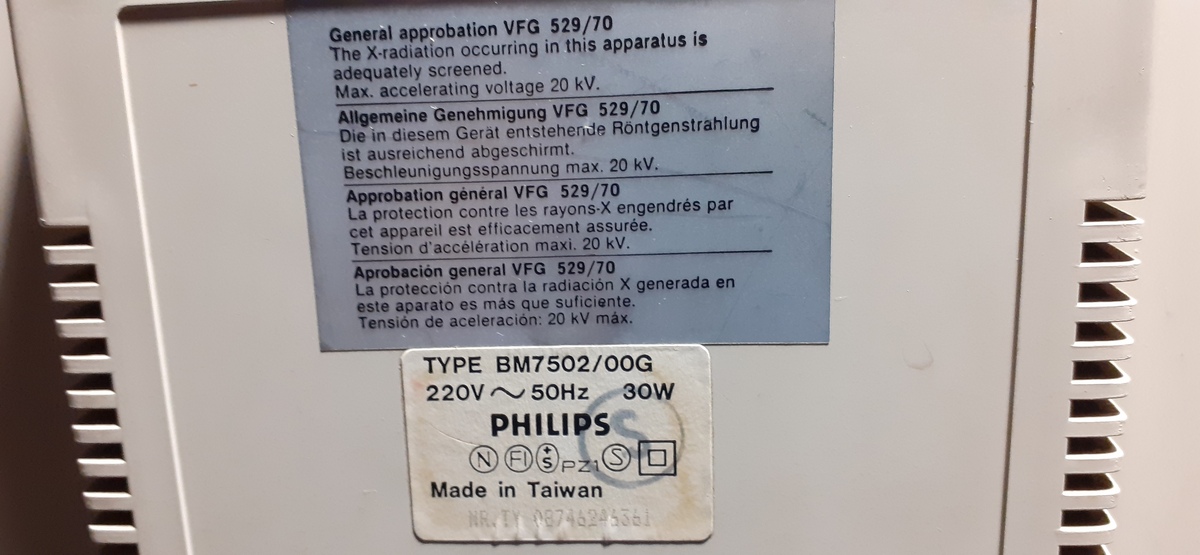 General approbation VFG 529/70
The X-radiation occurring in this apparatus is
adequately screened.
Max. accelerating voltage 20 kV.
Allgemeine Genehmigung VFG 529/70
Die in diesem Gerät entstehende Röntgenstrahlung
ist ausreichend abgeschirmt.
Beschleunigungsspannung max. 20 kV.
Approbation général VFG 529/70
La protection contre les rayons-X engendrés par
cet appareil est efficacement assurée.
Tension d'accélération maxi. 20 kV.
Aprobación general VFG 529/70
La protección contra la radiación X generada en
este aparato es más que suficiente.
Tensión de aceleración: 20 kV máx.
TYPE BM7502/00G
220V ~ 50Hz 30W
PHILIPS
N FI +S PZ1 S
Made in Taiwan
NR.TY 08746246361